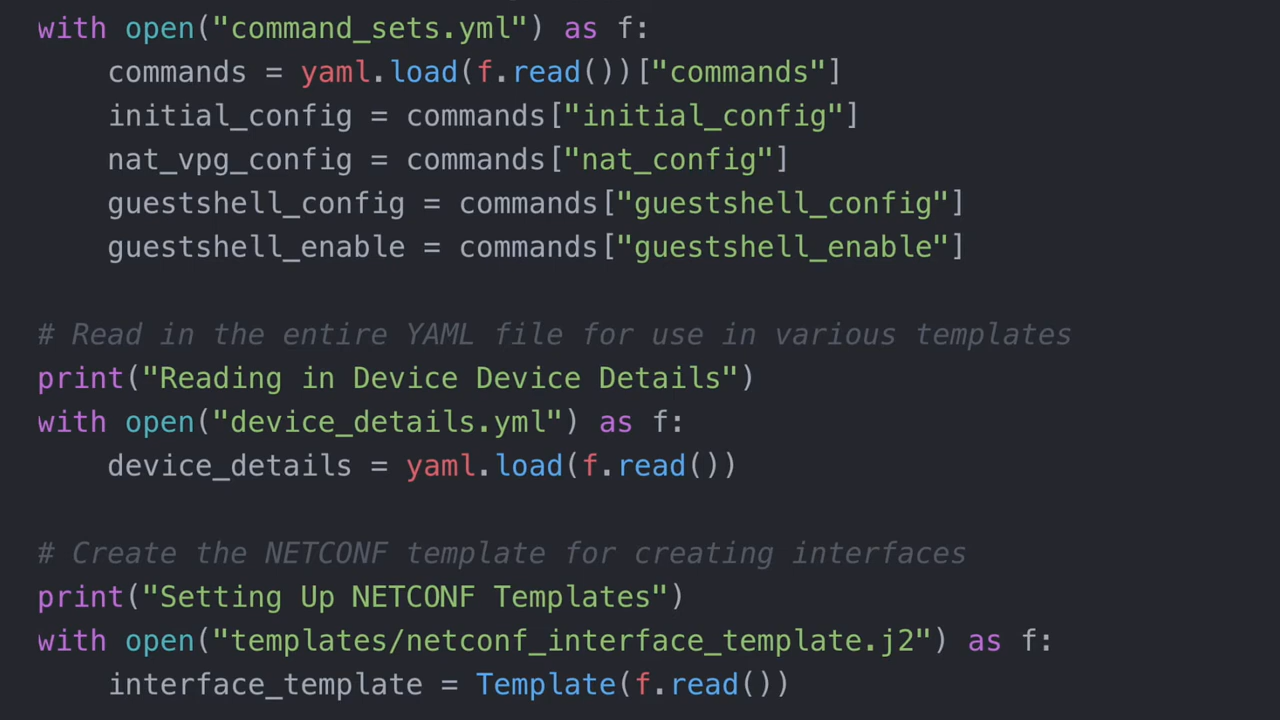 with open("command_sets.yml") as f:
    commands = yaml.load(f.read())["commands"]
    initial_config = commands["initial_config"]
    nat_vpg_config = commands["nat_config"]
    guestshell_config = commands["guestshell_config"]
    guestshell_enable = commands["guestshell_enable"]

# Read in the entire YAML file for use in various templates
print("Reading in Device Device Details")
with open("device_details.yml") as f:
    device_details = yaml.load(f.read())

# Create the NETCONF template for creating interfaces
print("Setting Up NETCONF Templates")
with open("templates/netconf_interface_template.j2") as f:
    interface_template = Template(f.read())